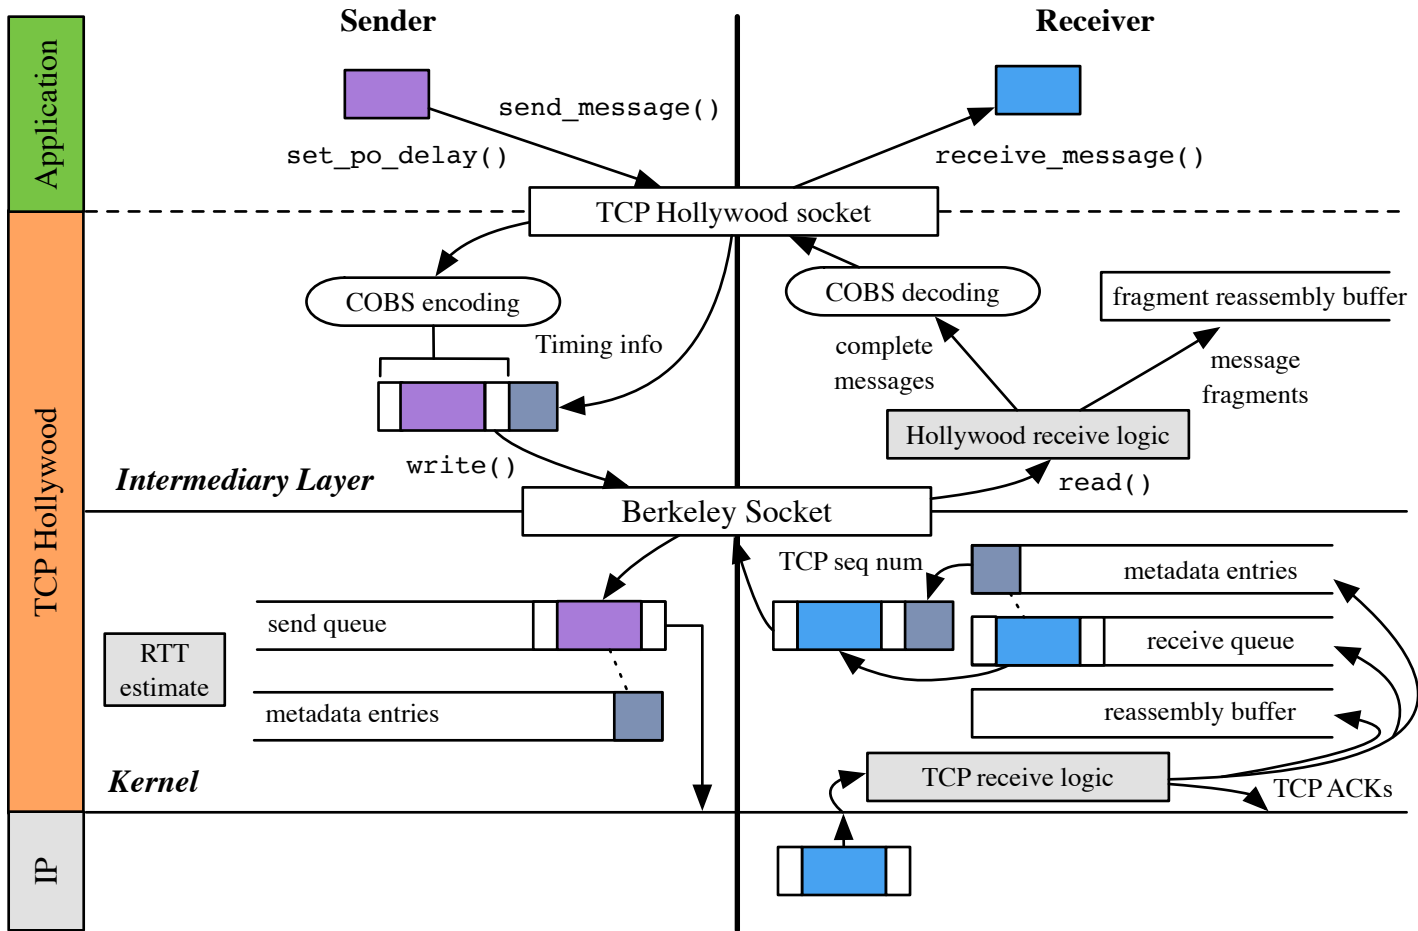 Sender
Receiver
Application
send_message()
set_po_delay()
receive_message()
TCP Hollywood socket
TCP Hollywood
COBS encoding
COBS decoding
fragment reassembly buffer
Timing info
complete
messages
message
fragments
Hollywood receive logic
write()
read()
Intermediary Layer
Berkeley Socket
TCP seq num
metadata entries
send queue
receive queue
RTT
estimate
metadata entries
reassembly buffer
Kernel
TCP receive logic
TCP ACKs
IP